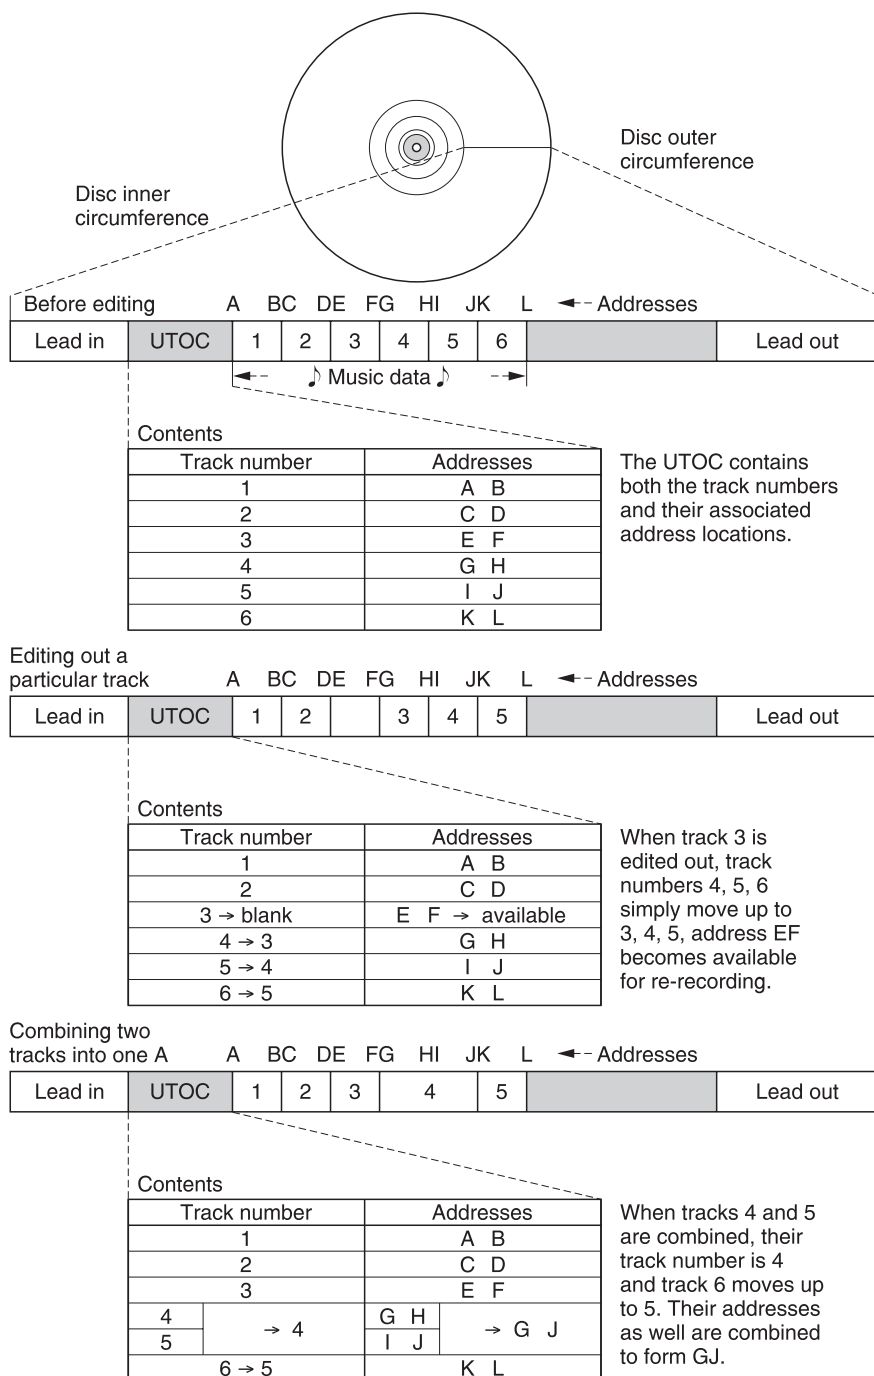 Disc outer
circumference
Disc inner
circumference
Before editing A BC DE FG HI JK L Addresses
Lead in UTOC 1 2 3 4 5 6 Lead out
♪ Music data ♪
Contents
Track number Addresses
1 A B
2 C D
3 E F
4 G H
5 I J
6 K L
The UTOC contains
both the track numbers
and their associated
address locations.
Editing out a
particular track A BC DE FG HI JK L Addresses
Lead in UTOC 1 2 3 4 5 Lead out
Contents
Track number Addresses
1 A B
2 C D
3 → blank E F → available
4 → 3 G H
5 → 4 I J
6 → 5 K L
When track 3 is
edited out, track
numbers 4, 5, 6
simply move up to
3, 4, 5, address EF
becomes available
for re-recording.
Combining two
tracks into one A A BC DE FG HI JK L Addresses
Lead in UTOC 1 2 3 4 5 Lead out
Contents
Track number Addresses
1 A B
2 C D
3 E F
4 → 4 G H → G J
5 I J
6 → 5 K L
When tracks 4 and 5
are combined, their
track number is 4
and track 6 moves up
to 5. Their addresses
as well are combined
to form GJ.